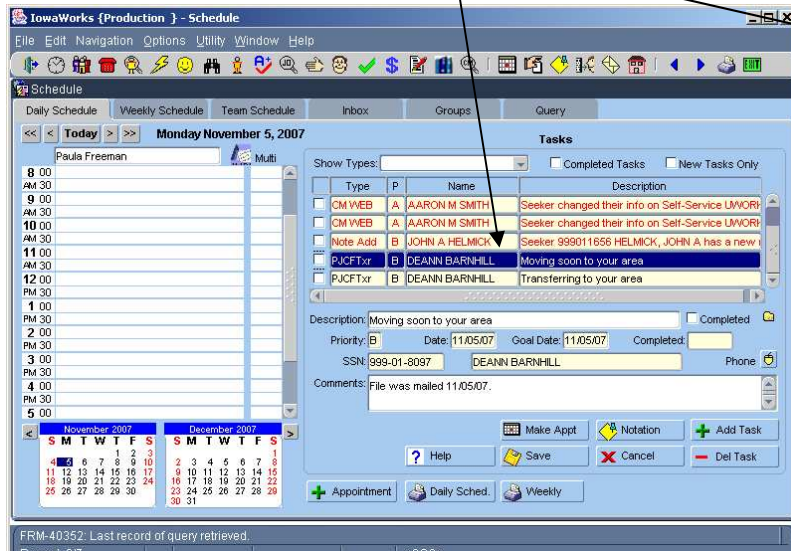 IowaWorks {Production } - Schedule
File Edit Navigation Options Utility Window Help
Schedule
Daily Schedule Weekly Schedule Team Schedule Inbox Groups Query
<< < Today > >> Monday November 5, 2007
Tasks
Paula Freeman Multi
Show Types: Completed Tasks New Tasks Only
Type P Name Description
CM WEB A AARON M SMITH Seeker changed their info on Self-Service UWORK
CM WEB A AARON M SMITH Seeker changed their info on Self-Service UWORK
Note Add B JOHN A HELMICK Seeker 999011656 HELMICK, JOHN A has a new
PJCFTxr B DEANN BARNHILL Moving soon to your area
PJCFTxr B DEANN BARNHILL Transferring to your area
8 00
AM 30
9 00
AM 30
10 00
AM 30
11 00
AM 30
12 00
PM 30
1 00
PM 30
2 00
PM 30
3 00
PM 30
4 00
PM 30
5 00
Description: Moving soon to your area Completed
Priority: B Date: 11/05/07 Goal Date: 11/05/07 Completed:
SSN: 999-01-8097 DEANN BARNHILL Phone
Comments: File was mailed 11/05/07.
Make Appt Notation Add Task
? Help Save Cancel Del Task
Appointment Daily Sched. Weekly
< November 2007 December 2007 >
S M T W T F S S M T W T F S
1 2 3 1
4 5 6 7 8 9 10 2 3 4 5 6 7 8
11 12 13 14 15 16 17 9 10 11 12 13 14 15
18 19 20 21 22 23 24 16 17 18 19 20 21 22
25 26 27 28 29 30 23 24 25 26 27 28 29
30 31
FRM-40352: Last record of query retrieved.